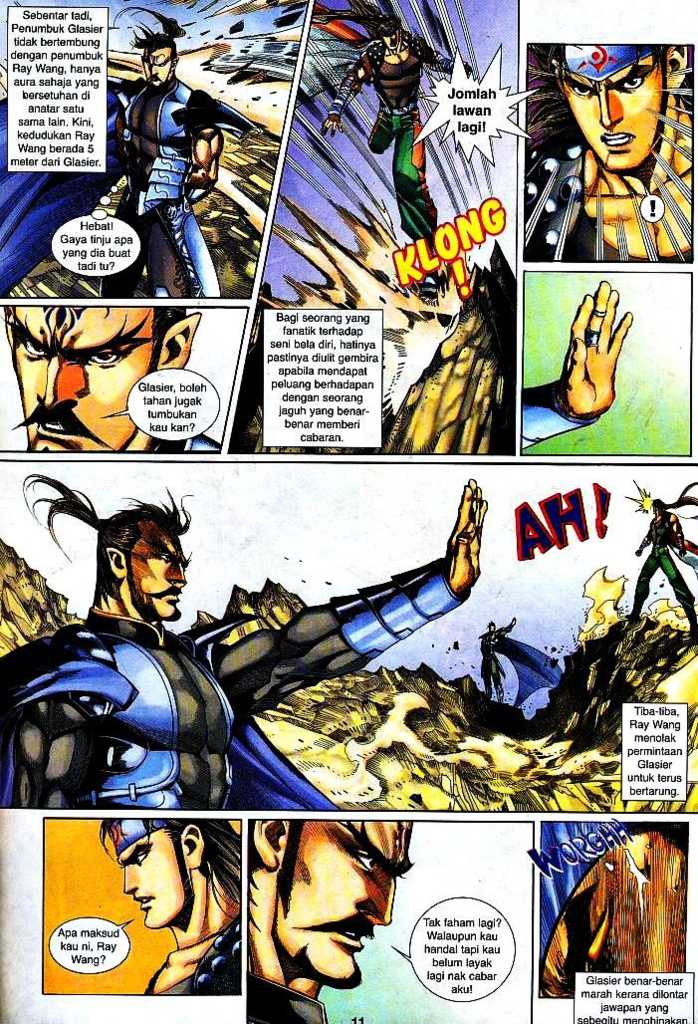 Sebentar tadi,
Penumbuk Glasier
tidak bertembung
dengan penumbuk
Ray Wang, hanya
aura sahaja yang
bersetuhan di
anatar satu
sama lain. Kini,
kedudukan Ray
Wang berada 5
meter dari Glasier.
Hebat!
Gaya tinju apa
yang dia buat
tadi tu?
Jomlah
lawan
lagi!
KLONG
!
!
Glasier, boleh
tahan jugak
tumbukan
kau kan?
Bagi seorang yang
fanatik terhadap
seni bela diri, hatinya
pastinya diulit gembira
apabila mendapat
peluang berhadapan
dengan seorang
jaguh yang benar-
benar memberi
cabaran.
AH!
Tiba-tiba,
Ray Wang
menolak
permintaan
Glasier
untuk terus
bertarung.
Apa maksud
kau ni, Ray
Wang?
Tak faham lagi?
Walaupun kau
handal tapi kau
belum layak
lagi nak cabar
aku!
WORGHH
Glasier benar-benar
marah kerana dilontar
jawapan yang
sebegitu menghinakan
11